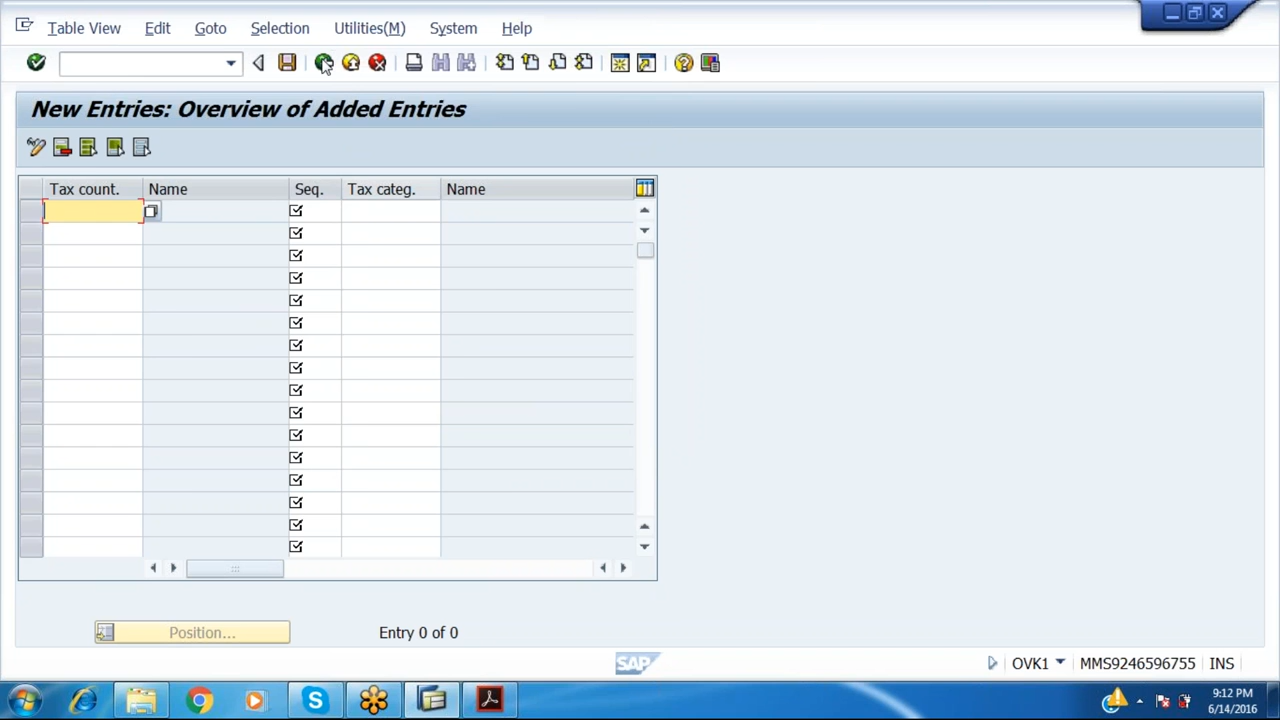 Table View Edit Goto Selection Utilities(M) System Help
New Entries: Overview of Added Entries
Tax count. Name Seq. Tax categ. Name
Position... Entry 0 of 0
SAP OVK1 MMS9246596755 INS
9:12 PM
6/14/2016